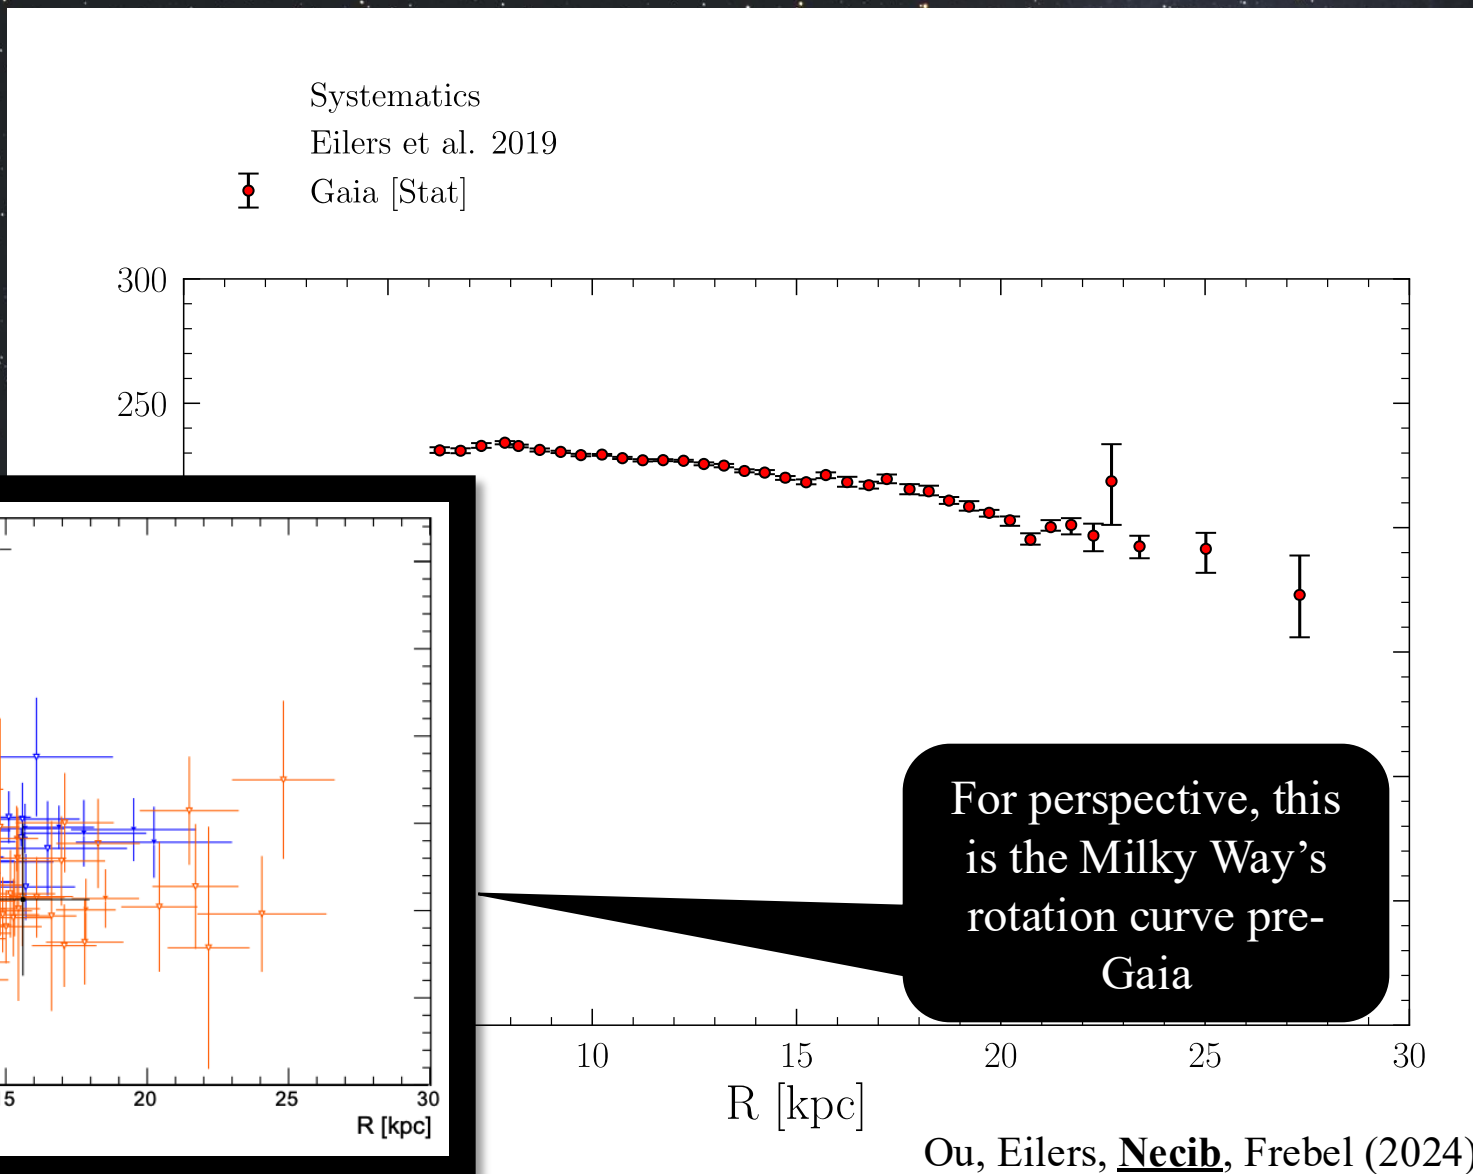 Systematics
Eilers et al. 2019
Gaia [Stat]
300
250
10
15
20
25
30
R [kpc]
5
20
25
30
R [kpc]
For perspective, this
is the Milky Way’s
rotation curve pre-
Gaia
Ou, Eilers, Necib, Frebel (2024)